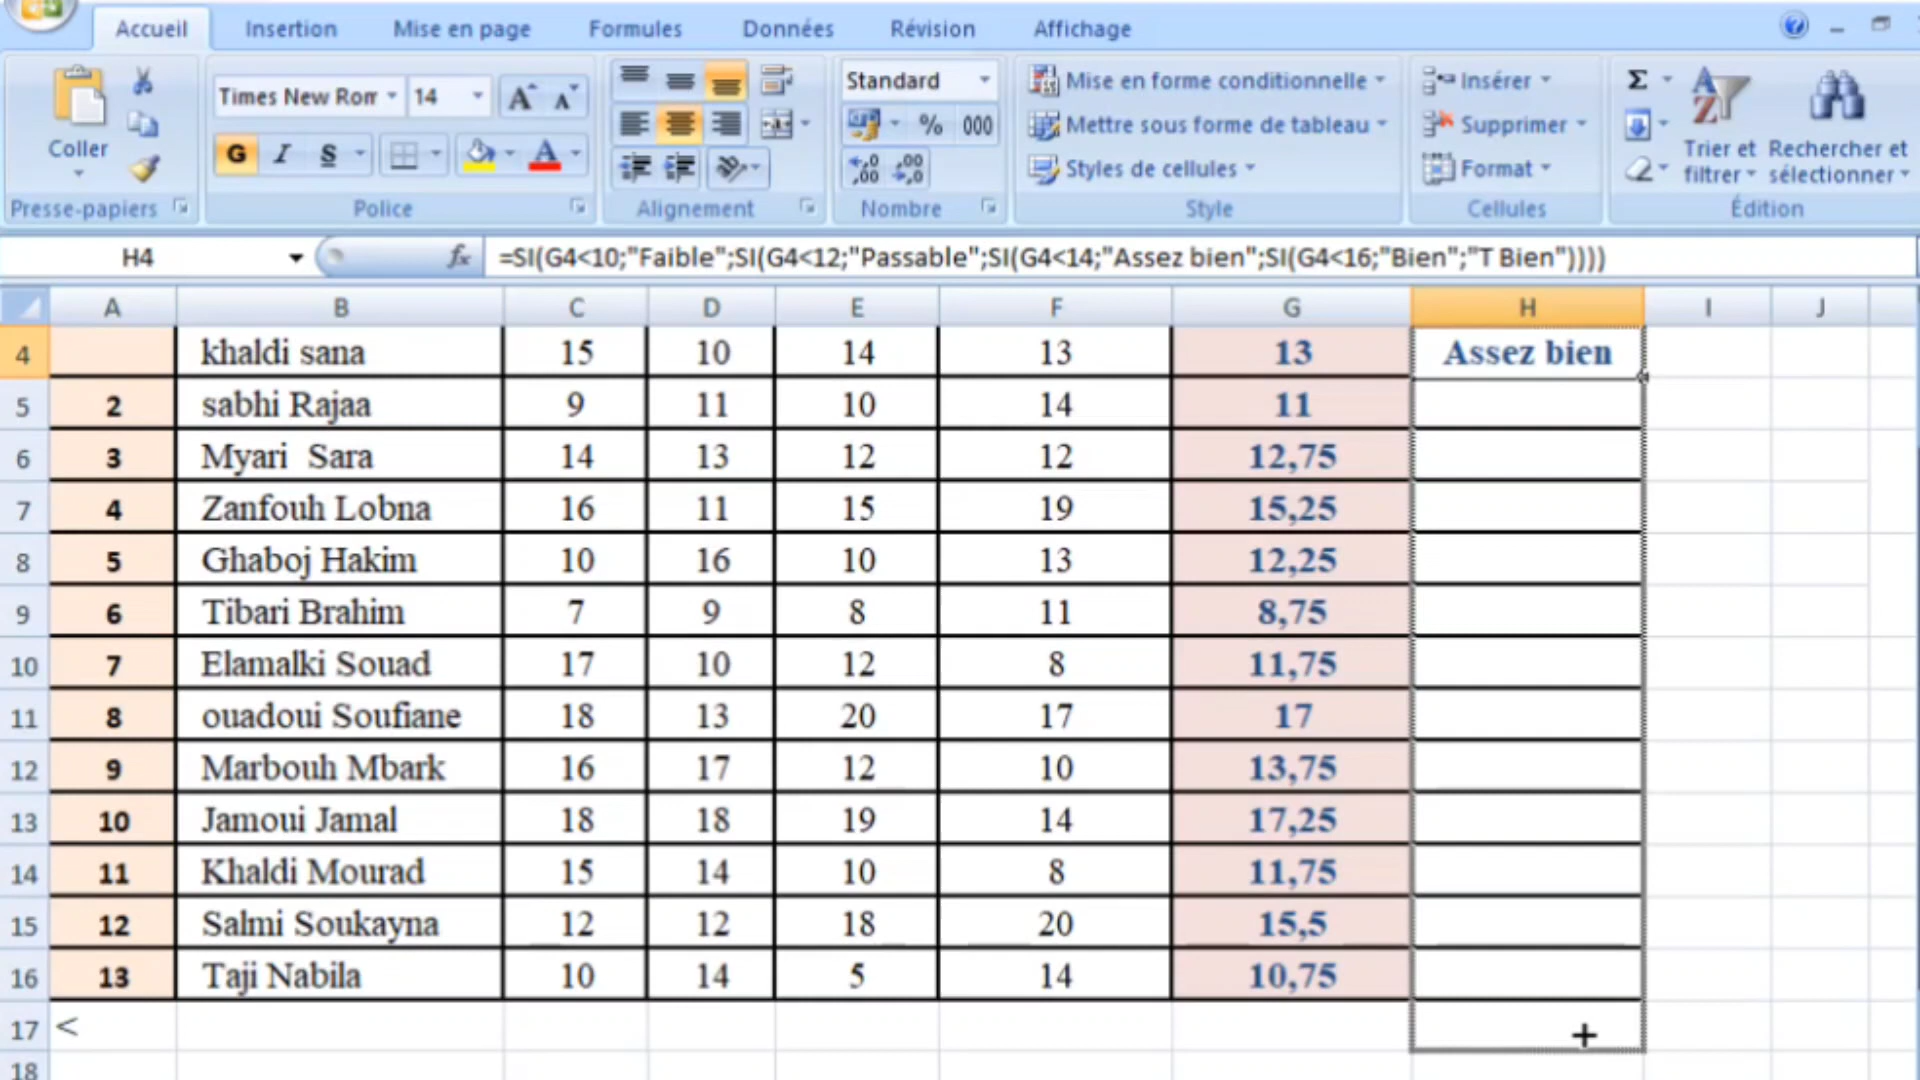 Accueil Insertion Mise en page Formules Données Révision Affichage
Coller
Times New Ror 14
G I S
Standard
% 000
Mise en forme conditionnelle
Mettre sous forme de tableau
Styles de cellules
Insérer
Supprimer
Format
Σ
Trier et filtrer
Rechercher et sélectionner
Presse-papiers Police Alignement Nombre Style Cellules Édition
H4 fx =SI(G4<10;"Faible";SI(G4<12;"Passable";SI(G4<14;"Assez bien";SI(G4<16;"Bien";"T Bien"))))
A B C D E F G H I J
4 khaldi sana 15 10 14 13 13 Assez bien
5 2 sabhi Rajaa 9 11 10 14 11
6 3 Myari Sara 14 13 12 12 12,75
7 4 Zanfouh Lobna 16 11 15 19 15,25
8 5 Ghaboj Hakim 10 16 10 13 12,25
9 6 Tibari Brahim 7 9 8 11 8,75
10 7 Elamalki Souad 17 10 12 8 11,75
11 8 ouadoui Soufiane 18 13 20 17 17
12 9 Marbouh Mbark 16 17 12 10 13,75
13 10 Jamoui Jamal 18 18 19 14 17,25
14 11 Khaldi Mourad 15 14 10 8 11,75
15 12 Salmi Soukayna 12 12 18 20 15,5
16 13 Taji Nabila 10 14 5 14 10,75
17 <
18